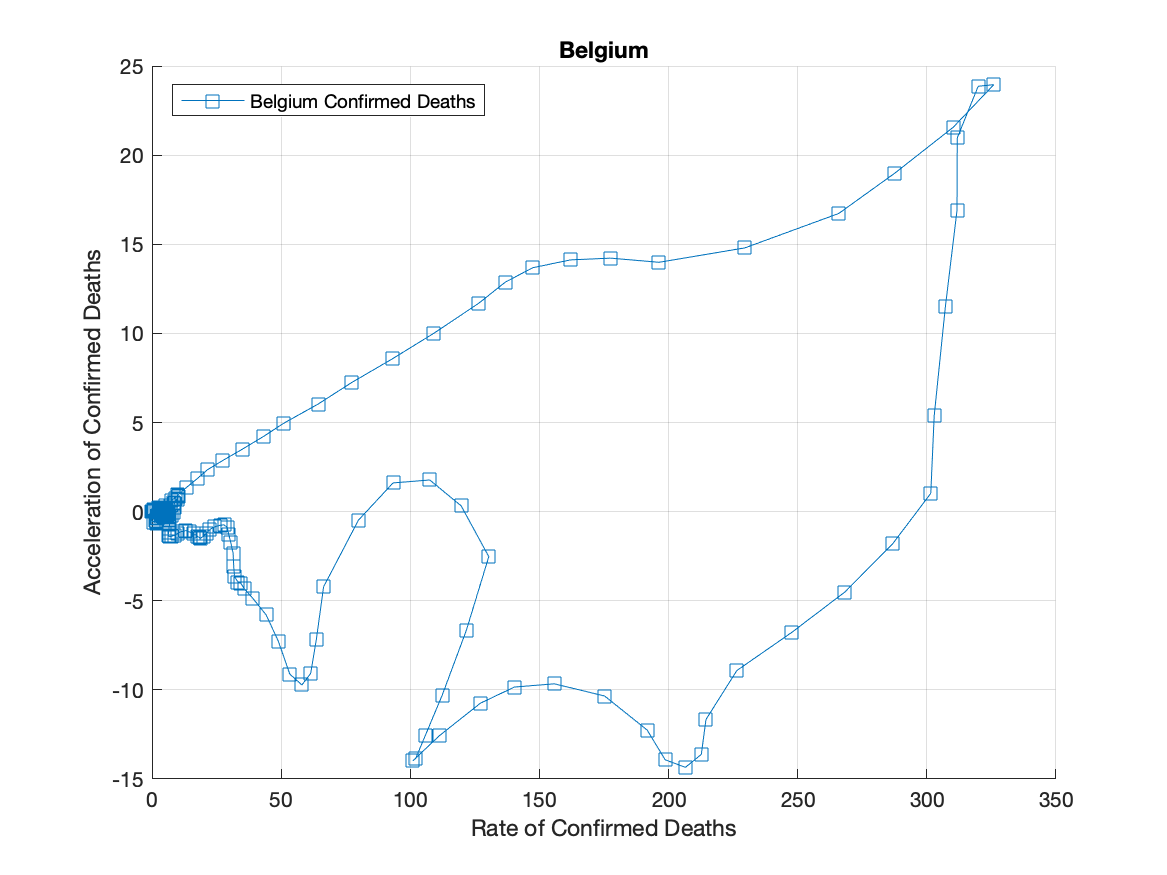 Belgium
Belgium Confirmed Deaths
25
20
15
10
5
0
-5
-10
-15
Acceleration of Confirmed Deaths
0 50 100 150 200 250 300 350
Rate of Confirmed Deaths